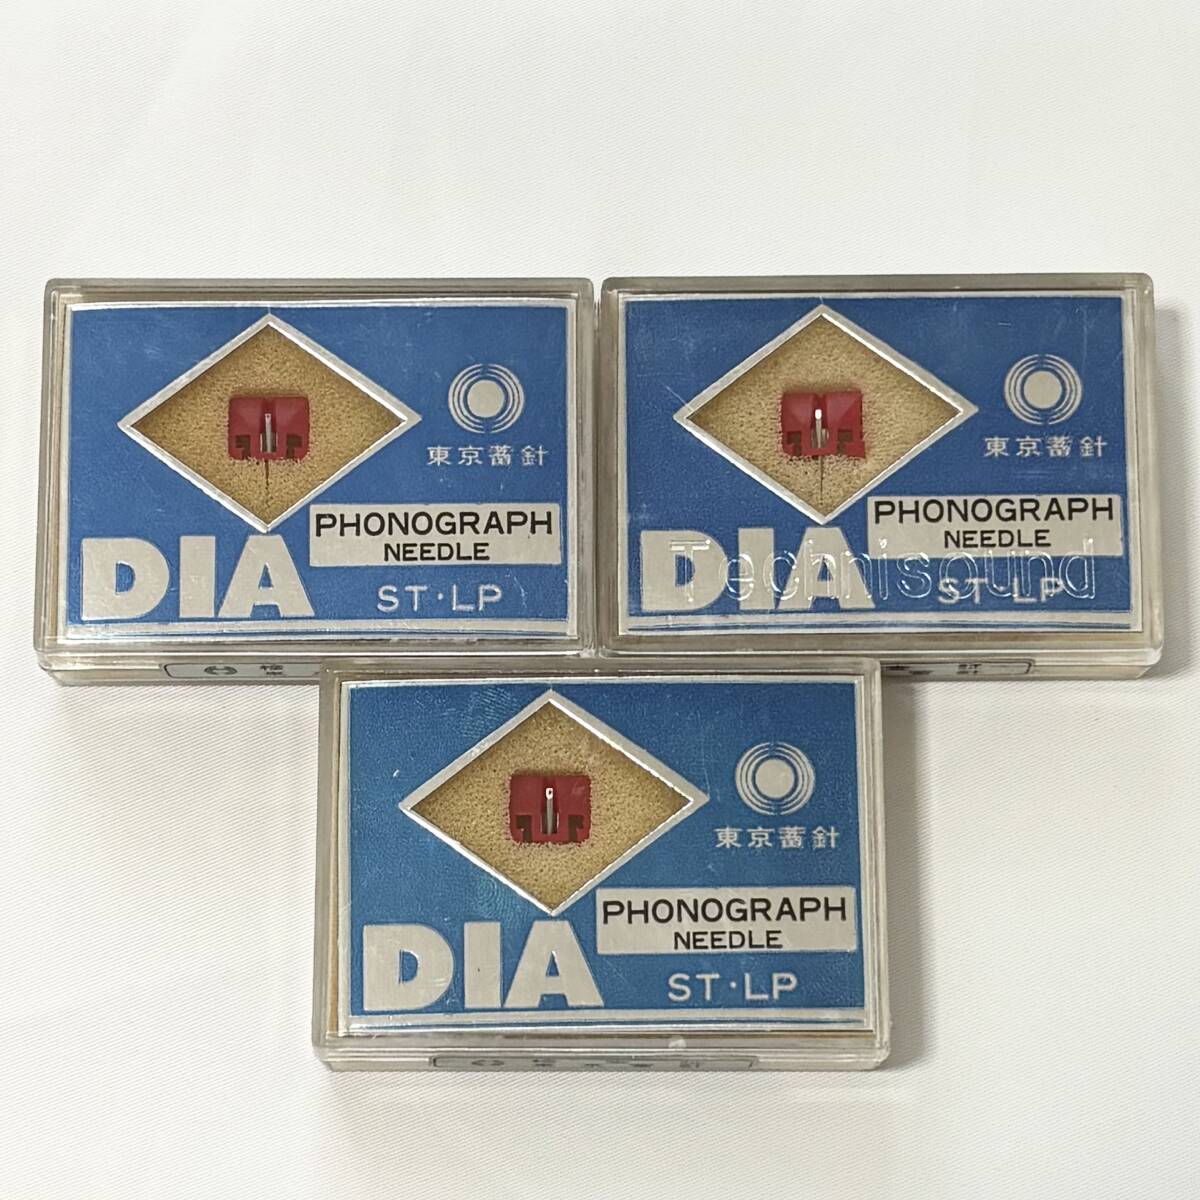 東京蓄針
PHONOGRAPH
NEEDLE
DIA
ST·LP
東京蓄針
PHONOGRAPH
NEEDLE
DIA
Technisound
ST·LP
東京蓄針
PHONOGRAPH
NEEDLE
DIA
ST·LP